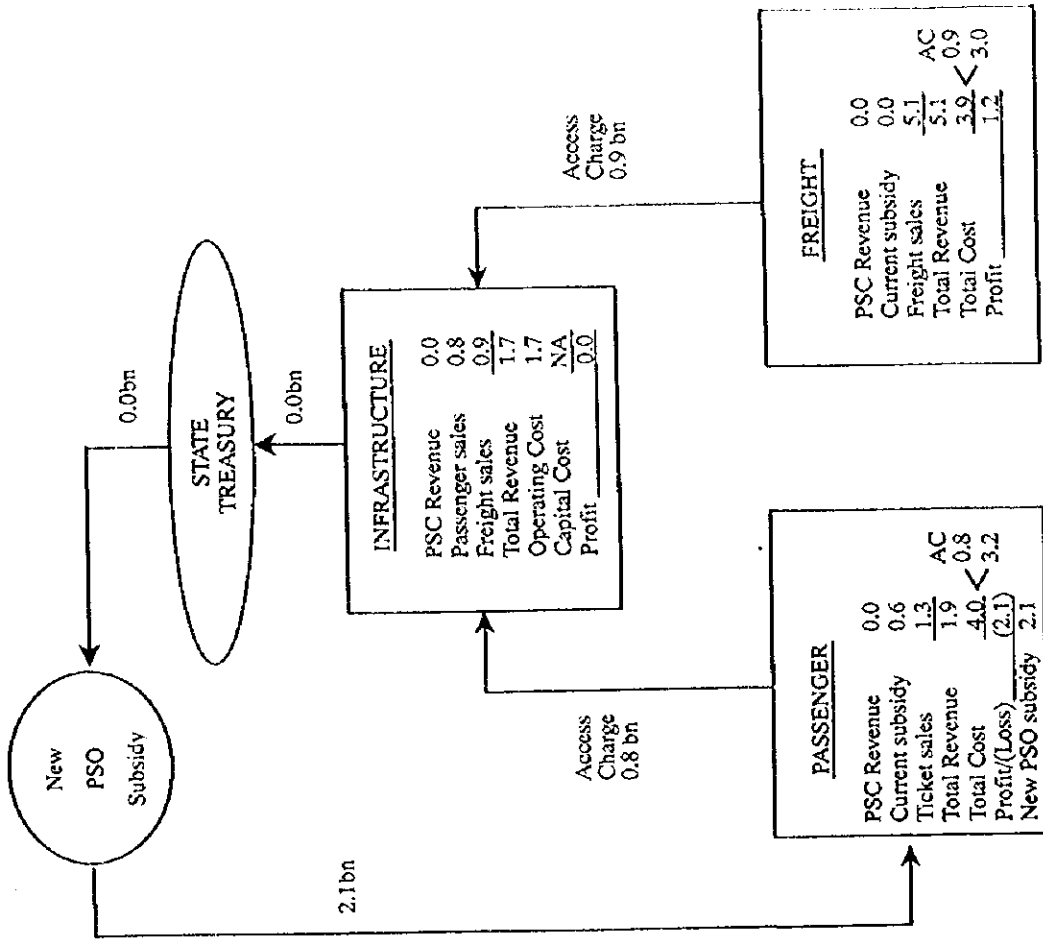 New
PSO
Subsidy
0.0bn
STATE
TREASURY
0.0bn
2.1bn
INFRASTRUCTURE
PSC Revenue 0.0
Passenger sales 0.8
Freight sales 0.9
Total Revenue 1.7
Operating Cost 1.7
Capital Cost NA
Profit 0.0
Access
Charge
0.8 bn
Access
Charge
0.9 bn
PASSENGER
PSC Revenue 0.0
Current subsidy 0.6
Ticket sales 1.3
Total Revenue 1.9 AC
Total Cost 4.0 < 0.8
3.2
Profit/(Loss) (2.1)
New PSO subsidy 2.1
FREIGHT
PSC Revenue 0.0
Current subsidy 0.0
Freight sales 5.1
Total Revenue 5.1 AC
Total Cost 3.9 < 0.9
3.0
Profit 1.2